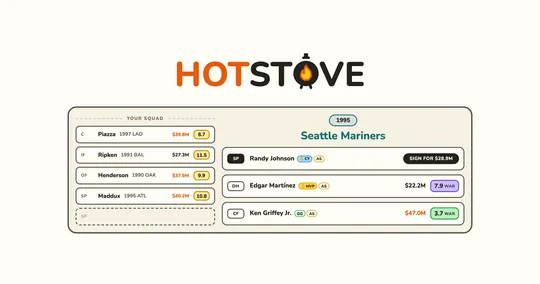 HOTSTOVE
YOUR SQUAD
C Piazza 1997 LAD $39.8M 8.7
IF Ripken 1991 BAL $27.3M 11.5
OF Henderson 1990 OAK $37.9M 9.9
SP Maddux 1995 ATL $40.2M 10.8
SP
1995
Seattle Mariners
SP Randy Johnson CY AS SIGN FOR $28.9M
DH Edgar Martínez MVP AS $22.2M 7.9 WAR
CF Ken Griffey Jr. GG AS $47.0M 3.7 WAR